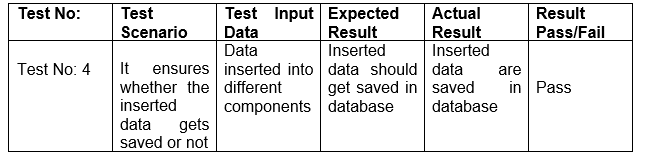 Test No:
Test Scenario
Test Input Data
Expected Result
Actual Result
Result Pass/Fail
Test No: 4
It ensures
whether the
inserted
data gets
saved or not
Data
inserted into
different
components
Inserted
data should
get saved in
database
Inserted
data are
saved in
database
Pass